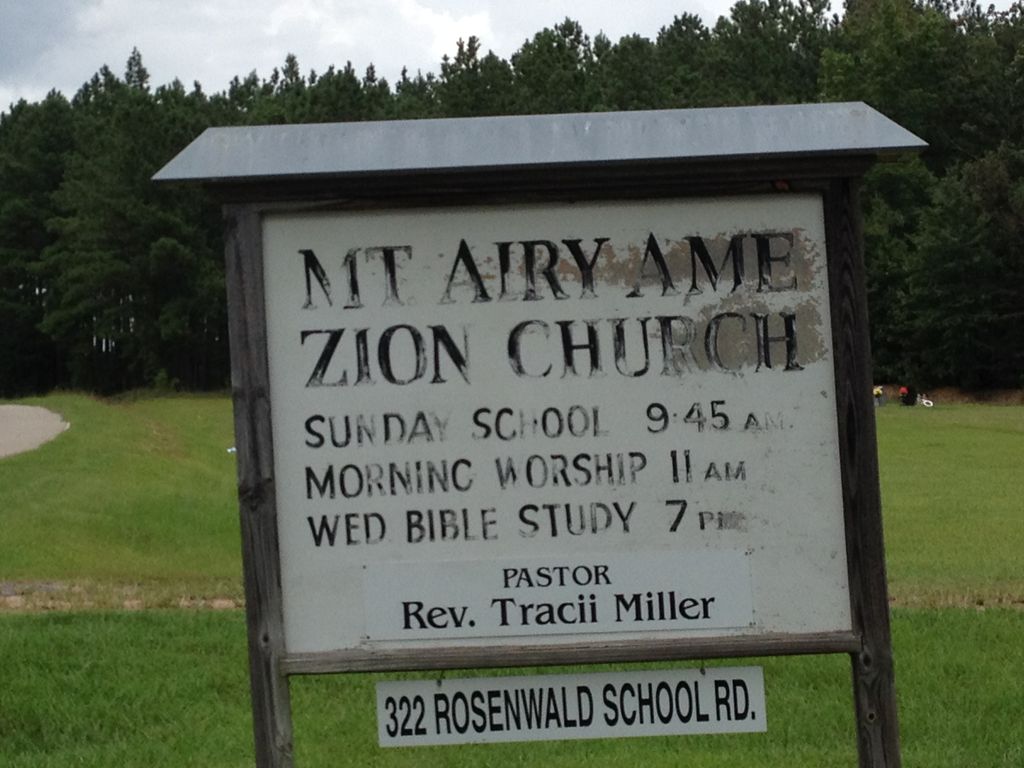 MT. AIRY AME
ZION CHURCH
SUNDAY SCHOOL 9:45 AM.
MORNING WORSHIP 11 AM
WED BIBLE STUDY 7 PM
PASTOR
Rev. Tracii Miller
322 ROSENWALD SCHOOL RD.